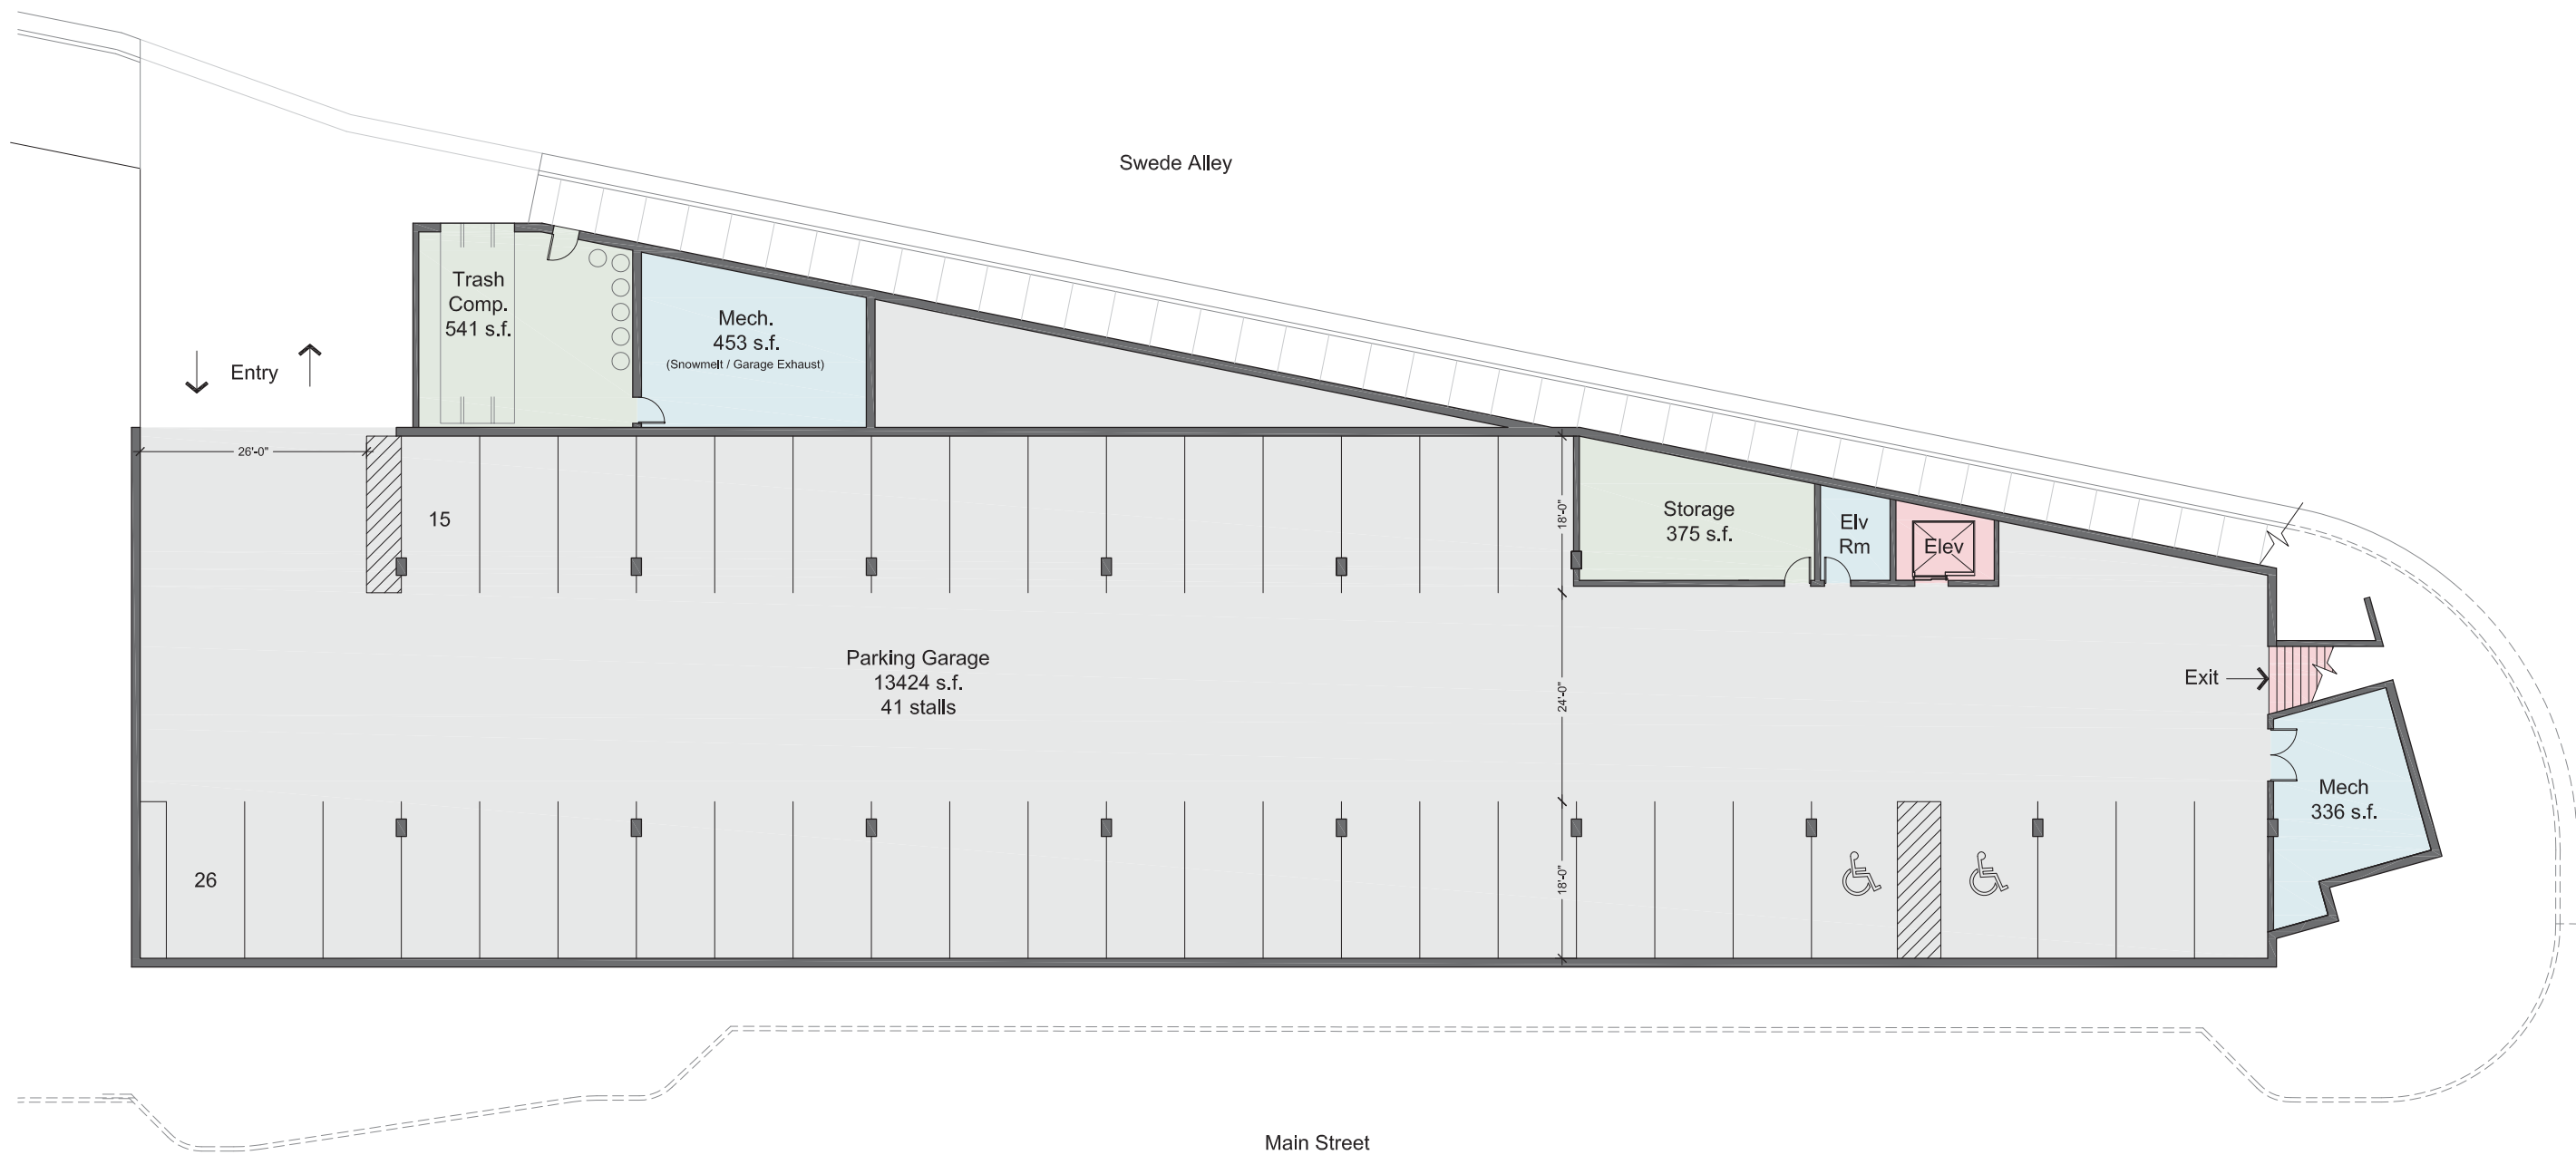 Swede Alley
Trash
Comp.
541 s.f.
Mech.
453 s.f.
(Snowmelt / Garage Exhaust)
Entry
26'-0"
15
18'-0"
Storage
375 s.f.
Elv
Rm
Elev
Parking Garage
13424 s.f.
41 stalls
24'-0"
Exit
Mech
336 s.f.
26
18'-0"
Main Street